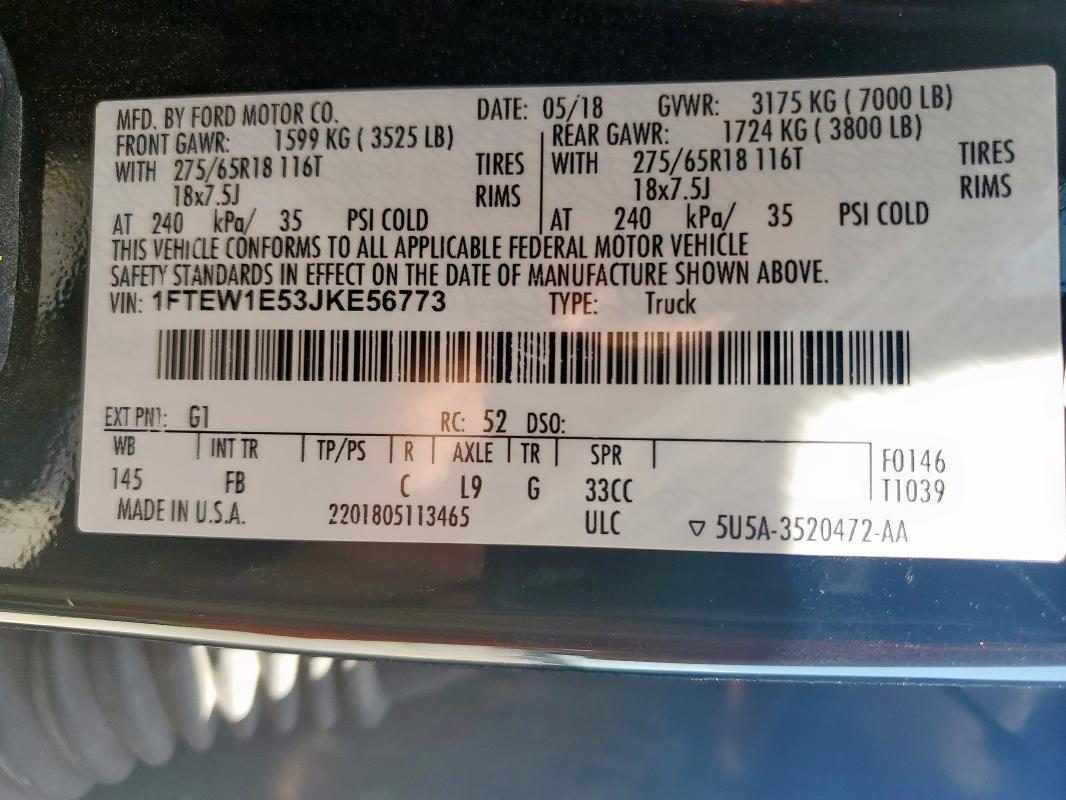 MFD. BY FORD MOTOR CO. DATE: 05/18 GVWR: 3175 KG ( 7000 LB)
FRONT GAWR: 1599 KG ( 3525 LB) REAR GAWR: 1724 KG ( 3800 LB)
WITH 275/65R18 116T TIRES WITH 275/65R18 116T TIRES
18x7.5J RIMS 18x7.5J RIMS
AT 240 kPa/ 35 PSI COLD AT 240 kPa/ 35 PSI COLD
THIS VEHICLE CONFORMS TO ALL APPLICABLE FEDERAL MOTOR VEHICLE
SAFETY STANDARDS IN EFFECT ON THE DATE OF MANUFACTURE SHOWN ABOVE.
VIN: 1FTEW1E53JKE56773 TYPE: Truck
EXT PNT: G1 RC: 52 DSO:
WB | INT TR | TP/PS | R | AXLE | TR | SPR | F0146
145 FB C L9 G 33CC T1039
MADE IN U.S.A. 2201805113465 ULC ▽ 5U5A-3520472-AA